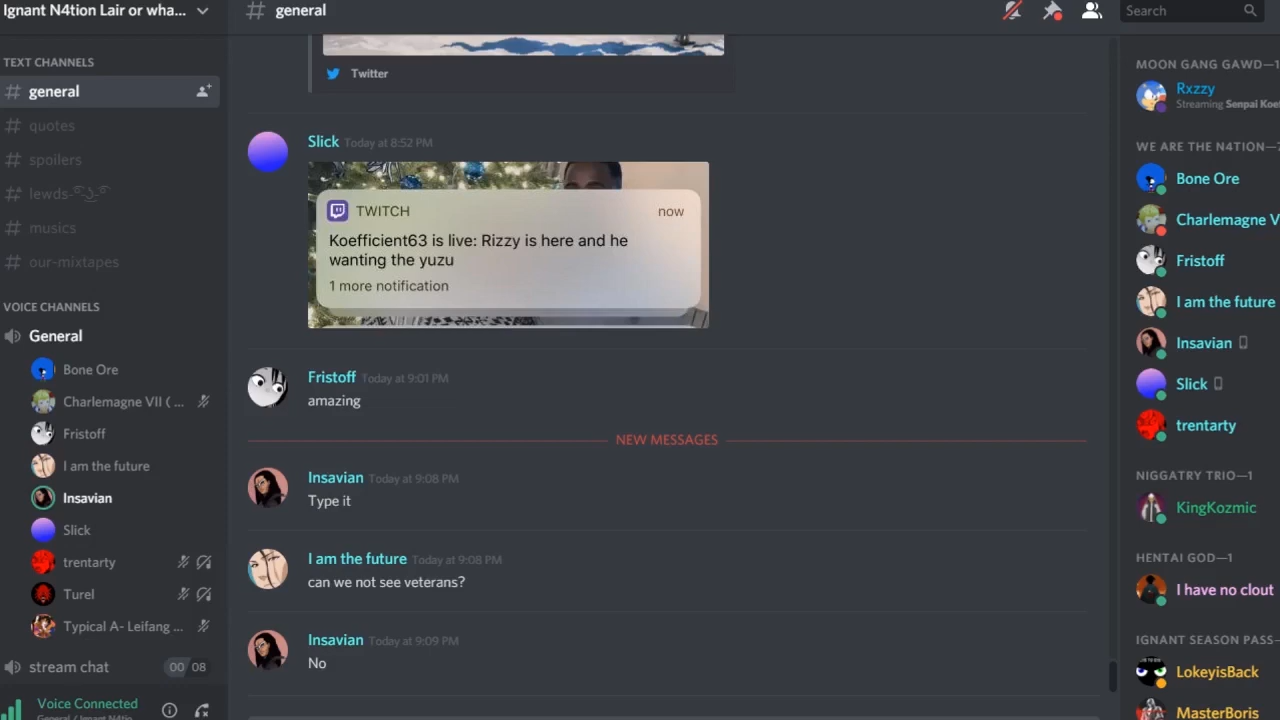 Ignant N4tion Lair or wha...
TEXT CHANNELS
# general
# quotes
# spoilers
lewds-
# musics
# our-mixtapes
VOICE CHANNELS
General
Bone Ore
Charlemagne VII ( ...
Fristoff
I am the future
Insavian
Slick
trentarty
Turel
Typical A- Leifang ...
stream chat 00 08
Voice Connected
General / Ignant N4tio
# general
Search
Twitter
Slick Today at 8:52 PM
TWITCH now
Koefficient63 is live: Rizzy is here and he
wanting the yuzu
1 more notification
Fristoff Today at 9:01 PM
amazing
NEW MESSAGES
Insavian Today at 9:08 PM
Type it
I am the future Today at 9:08 PM
can we not see veterans?
Insavian Today at 9:09 PM
No
MOON GANG GAWD—1
Rxzzy
Streaming Senpai Koef
WE ARE THE N4TION—7
Bone Ore
Charlemagne V
Fristoff
I am the future
Insavian
Slick
trentarty
NIGGATRY TRIO—1
KingKozmic
HENTAI GOD—1
I have no clout
IGNANT SEASON PASS—
LokeyisBack
MasterBoris